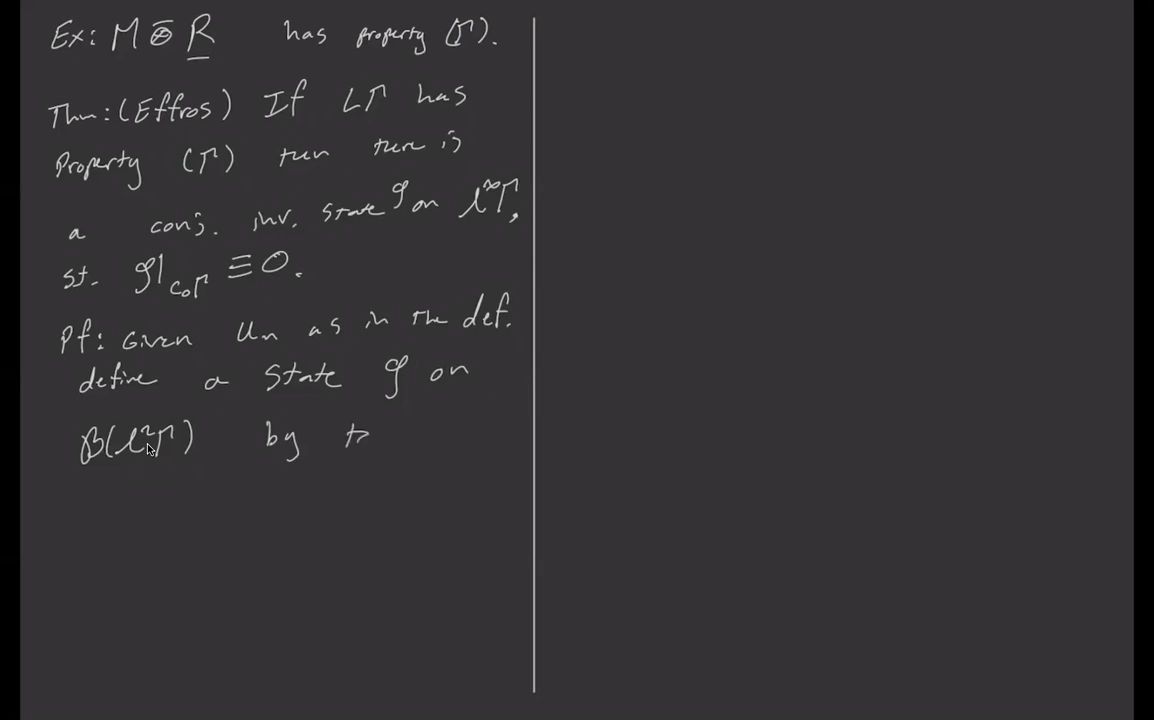 Ex: M ⊗̄ R has property (Γ).
Thm: (Effros) If LΓ has
Property (Γ) then there is
a conj. inv. state φ on ℓ^∞Γ,
st. φ|_{c₀Γ} ≡ 0.
Pf: Given Un as in the def.
define a state φ on
B(ℓ²Γ) by